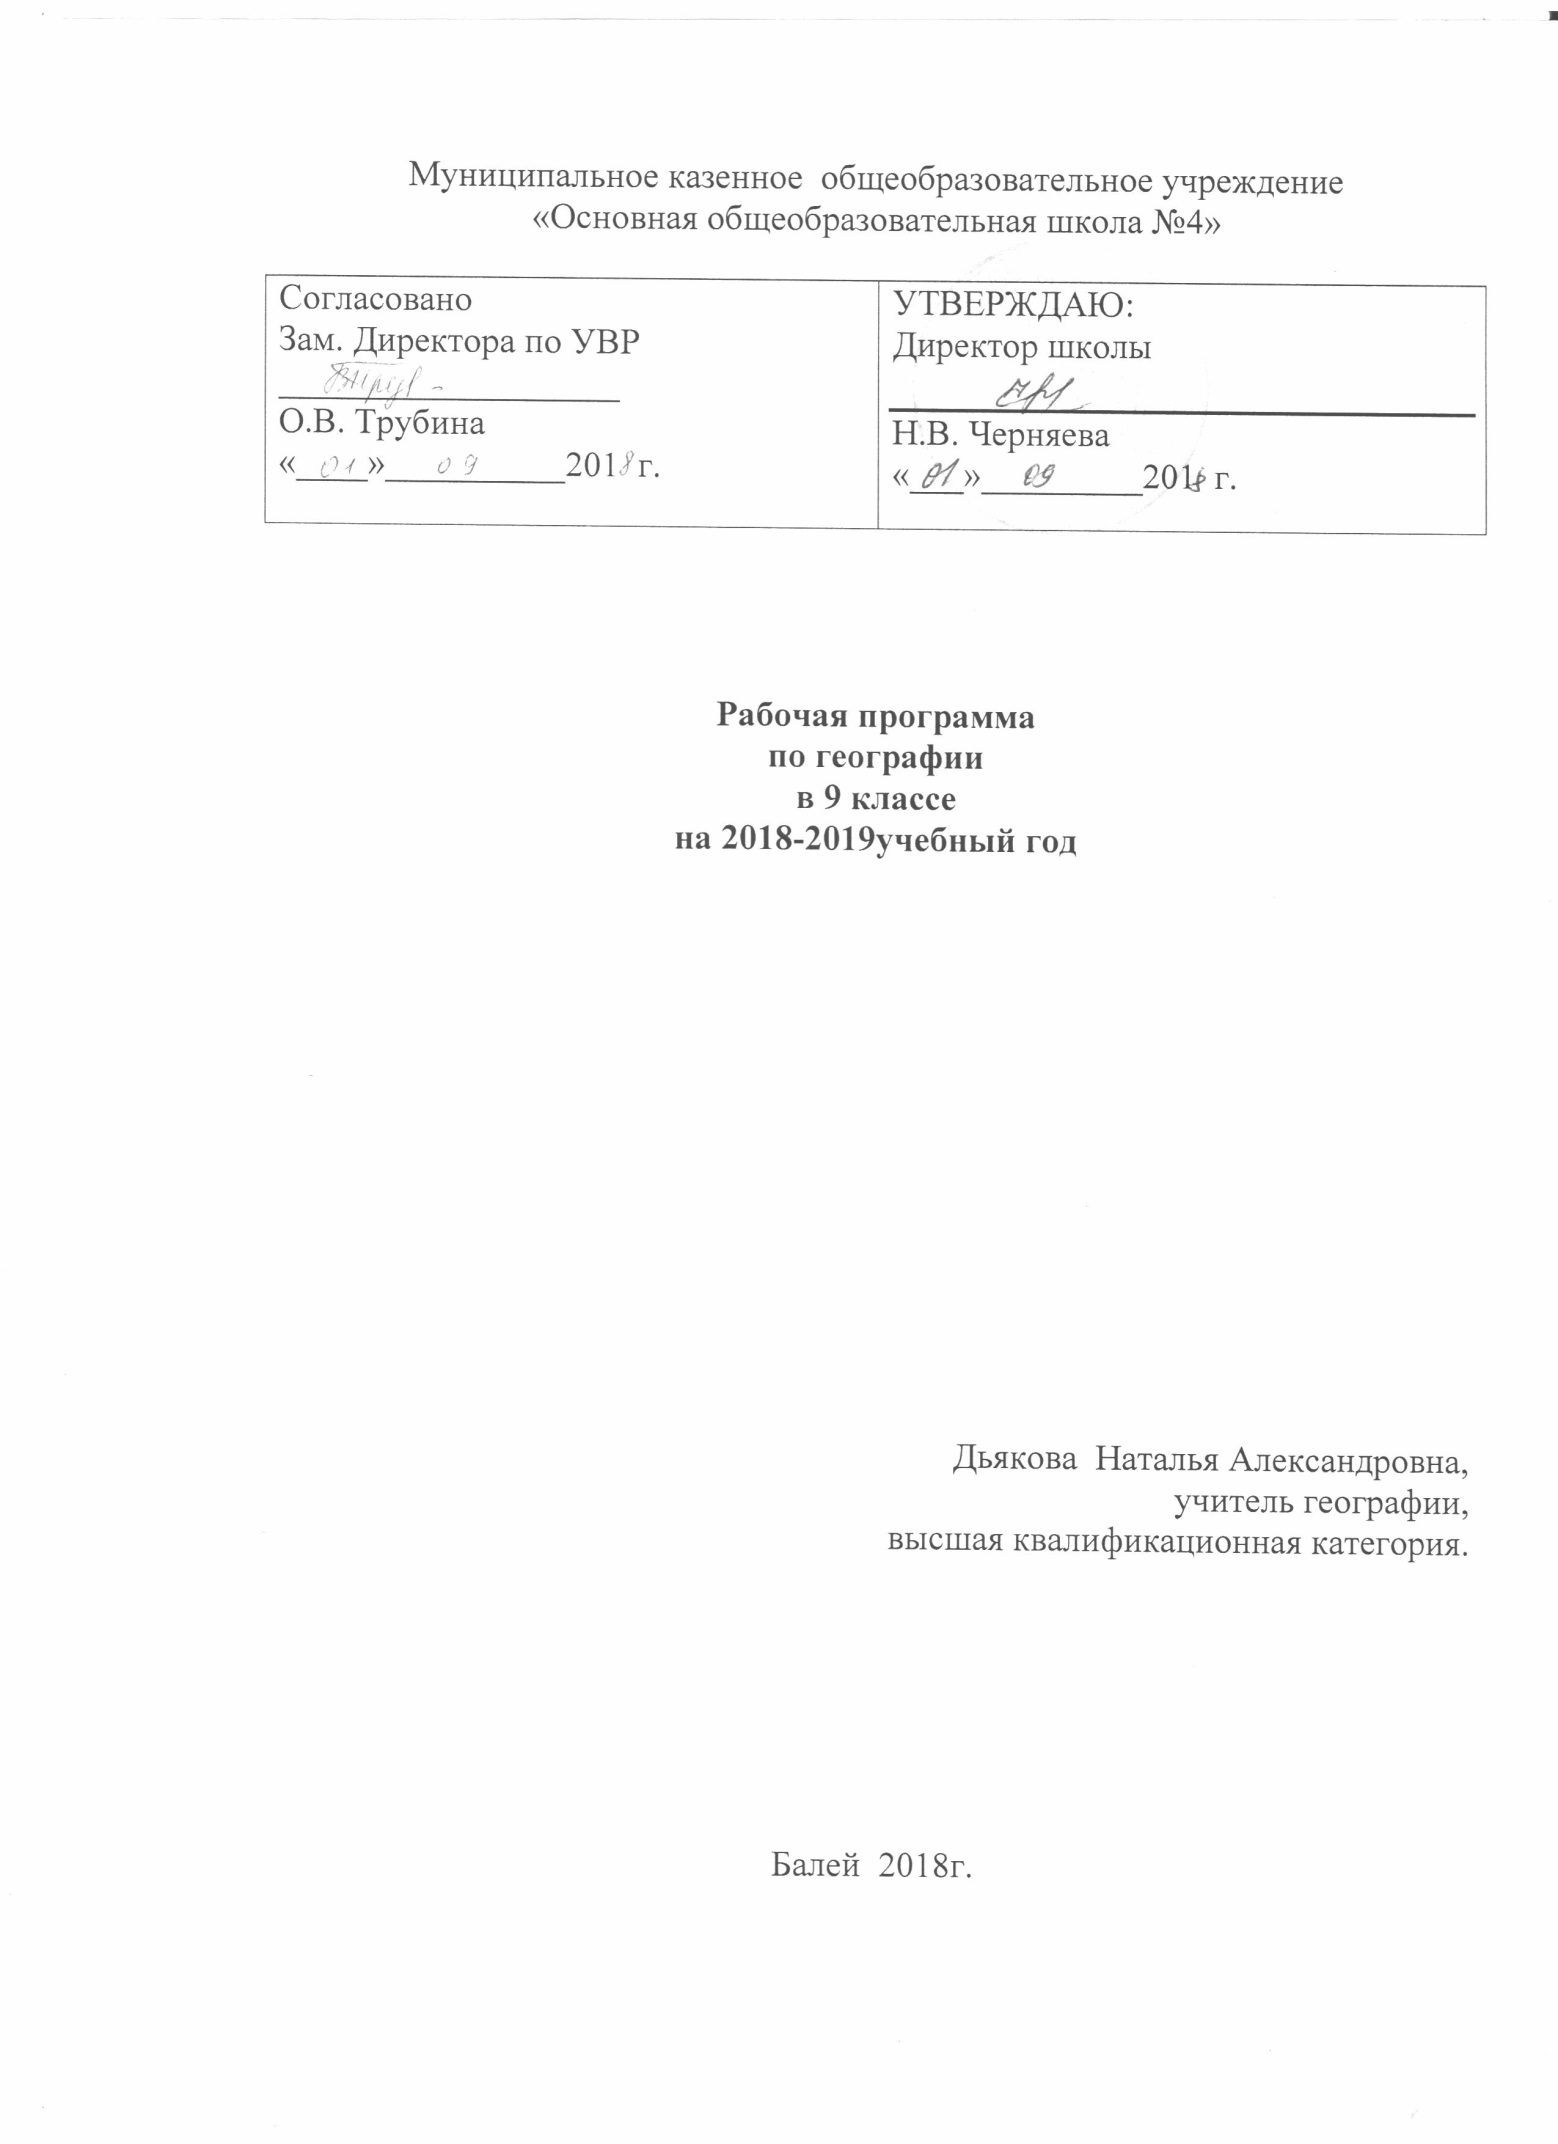 Муниципальное казенное  общеобразовательное учреждение
«Основная общеобразовательная школа №4»
Согласовано
Зам. Директора по УВР
О.В. Трубина
«01» 09 2018 г.
УТВЕРЖДАЮ:
Директор школы
Н.В. Черняева
«01» 09 2018 г.
Рабочая программа
по географии
в 9 классе
на 2018-2019учебный год
Дьякова  Наталья Александровна,
учитель географии,
высшая квалификационная категория.
Балей  2018г.